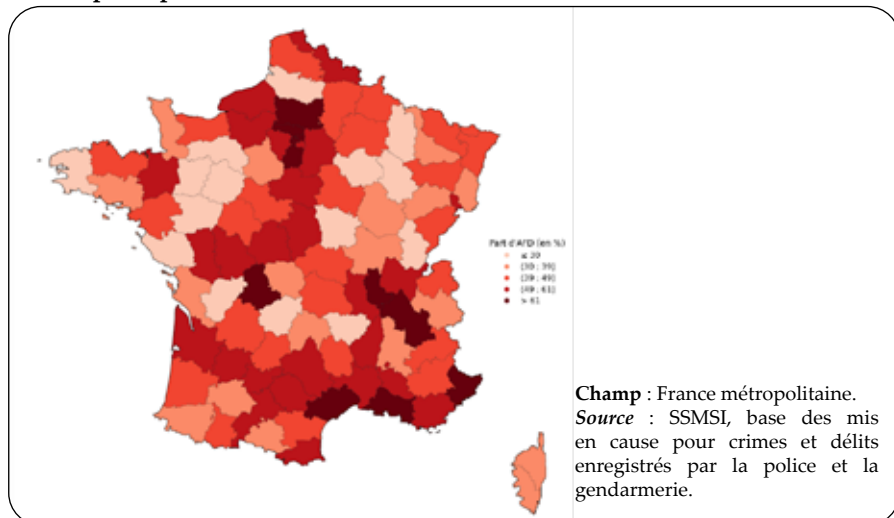 Part d'AFD (en %)
[30 ; 39]
[39 ; 49]
[49 ; 61]
> 61
Champ : France métropolitaine.
Source : SSMSI, base des mis
en cause pour crimes et délits
enregistrés par la police et la
gendarmerie.